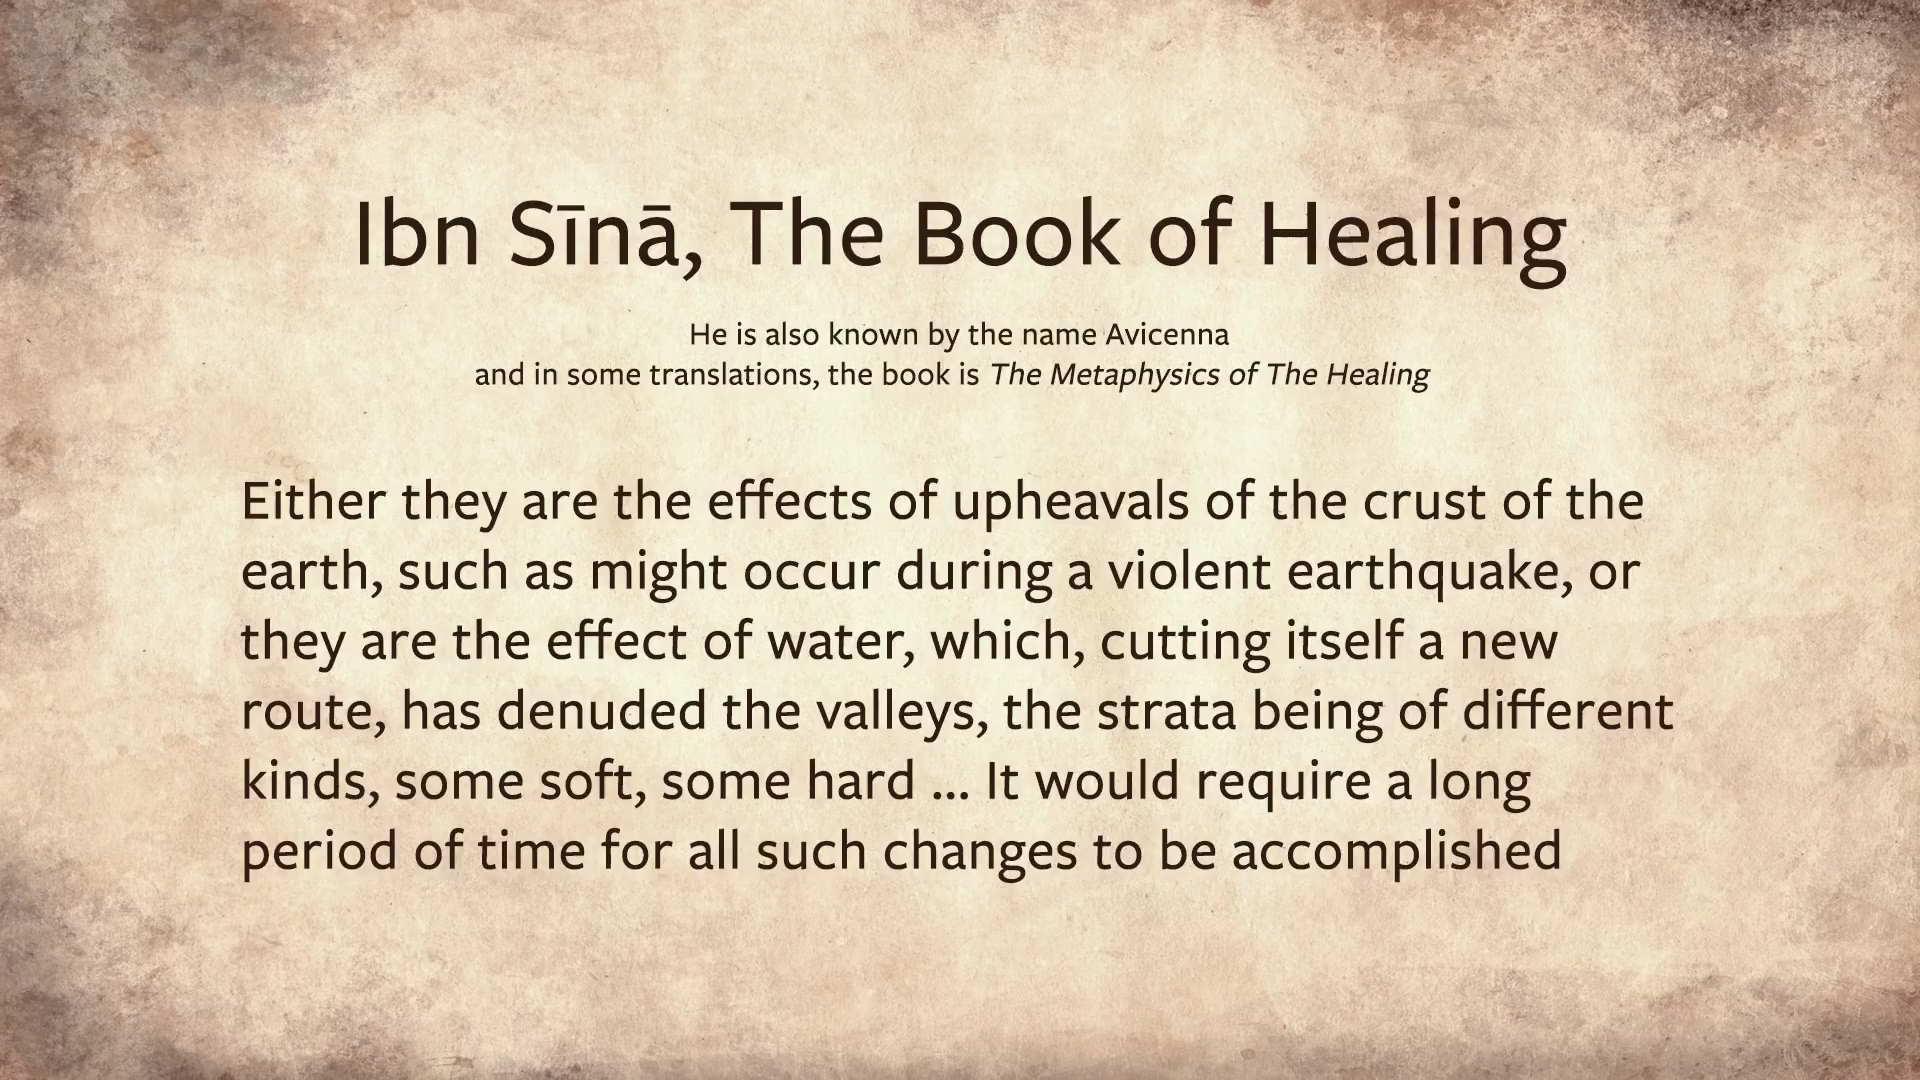 Ibn Sīnā, The Book of Healing
He is also known by the name Avicenna
and in some translations, the book is The Metaphysics of The Healing
Either they are the effects of upheavals of the crust of the
earth, such as might occur during a violent earthquake, or
they are the effect of water, which, cutting itself a new
route, has denuded the valleys, the strata being of different
kinds, some soft, some hard ... It would require a long
period of time for all such changes to be accomplished